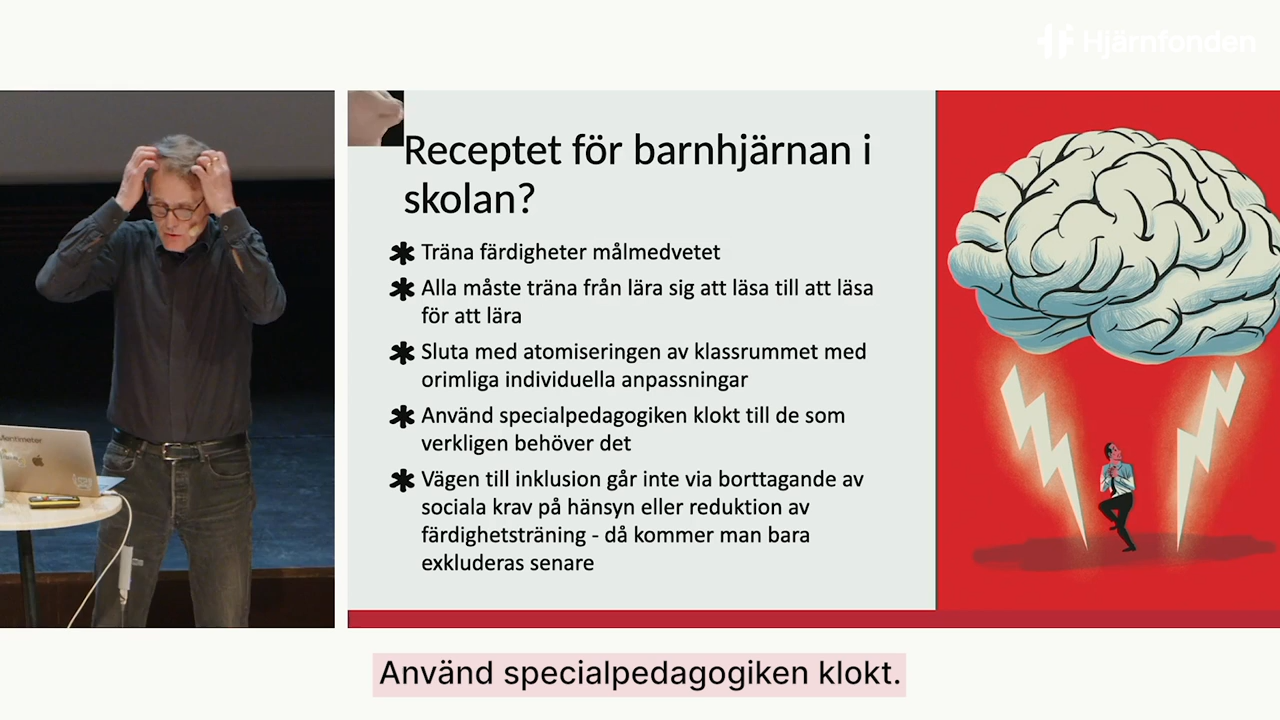 Hjärnfonden
Receptet för barnhjärnan i
skolan?
✱ Träna färdigheter målmedvetet
✱ Alla måste träna från lära sig att läsa till att läsa
för att lära
✱ Sluta med atomiseringen av klassrummet med
orimliga individuella anpassningar
✱ Använd specialpedagogiken klokt till de som
verkligen behöver det
✱ Vägen till inklusion går inte via borttagande av
sociala krav på hänsyn eller reduktion av
färdighetsträning - då kommer man bara
exkluderas senare
Mentimeter
Använd specialpedagogiken klokt.